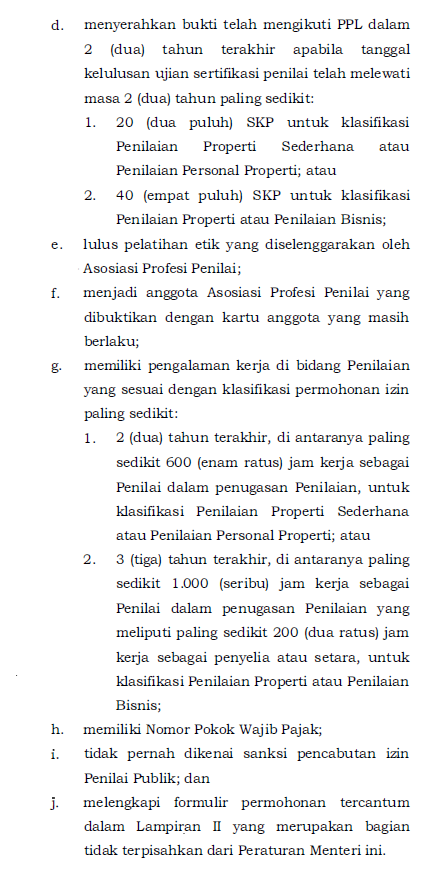 d. menyerahkan bukti telah mengikuti PPL dalam
2 (dua) tahun terakhir apabila tanggal
kelulusan ujian sertifikasi penilai telah melewati
masa 2 (dua) tahun paling sedikit:
1. 20 (dua puluh) SKP untuk klasifikasi
Penilaian Properti Sederhana atau
Penilaian Personal Properti; atau
2. 40 (empat puluh) SKP untuk klasifikasi
Penilaian Properti atau Penilaian Bisnis;
e. lulus pelatihan etik yang diselenggarakan oleh
Asosiasi Profesi Penilai;
f. menjadi anggota Asosiasi Profesi Penilai yang
dibuktikan dengan kartu anggota yang masih
berlaku;
g. memiliki pengalaman kerja di bidang Penilaian
yang sesuai dengan klasifikasi permohonan izin
paling sedikit:
1. 2 (dua) tahun terakhir, di antaranya paling
sedikit 600 (enam ratus) jam kerja sebagai
Penilai dalam penugasan Penilaian, untuk
klasifikasi Penilaian Properti Sederhana
atau Penilaian Personal Properti; atau
2. 3 (tiga) tahun terakhir, di antaranya paling
sedikit 1.000 (seribu) jam kerja sebagai
Penilai dalam penugasan Penilaian yang
meliputi paling sedikit 200 (dua ratus) jam
kerja sebagai penyelia atau setara, untuk
klasifikasi Penilaian Properti atau Penilaian
Bisnis;
h. memiliki Nomor Pokok Wajib Pajak;
i. tidak pernah dikenai sanksi pencabutan izin
Penilai Publik; dan
j. melengkapi formulir permohonan tercantum
dalam Lampiran II yang merupakan bagian
tidak terpisahkan dari Peraturan Menteri ini.